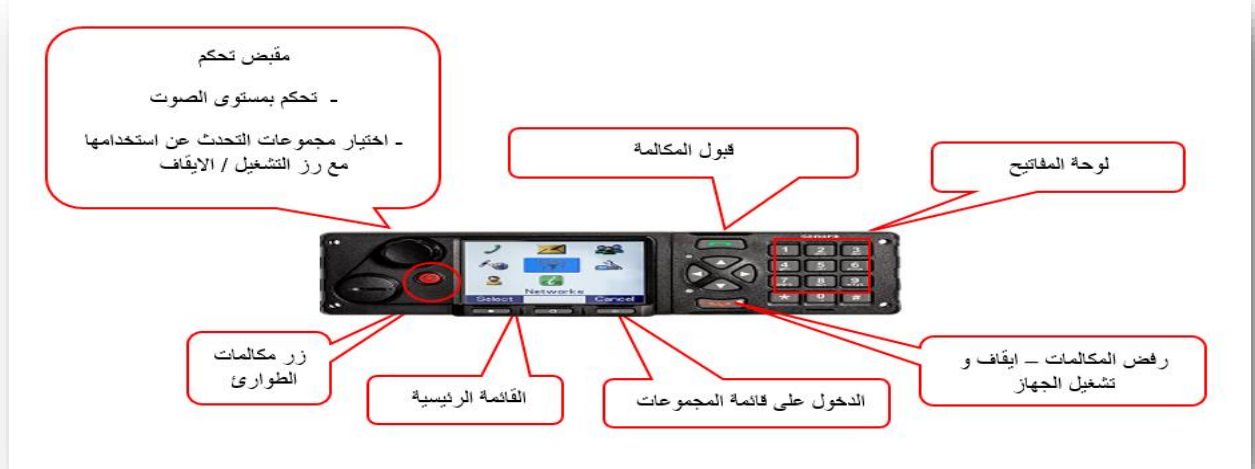 مقبض تحكم
- تحكم بمستوى الصوت
- اختيار مجموعات التحدث عن استخدامها
مع رز التشغيل / الايقاف
قبول المكالمة
لوحة المفاتيح
1 2 3
4 5 6
7 8 9
* 0 #
Networks
Select Cancel
زر مكالمات
الطوارئ
القائمة الرئيسية
الدخول على قائمة المجموعات
رفض المكالمات – ايقاف و
تشغيل الجهاز